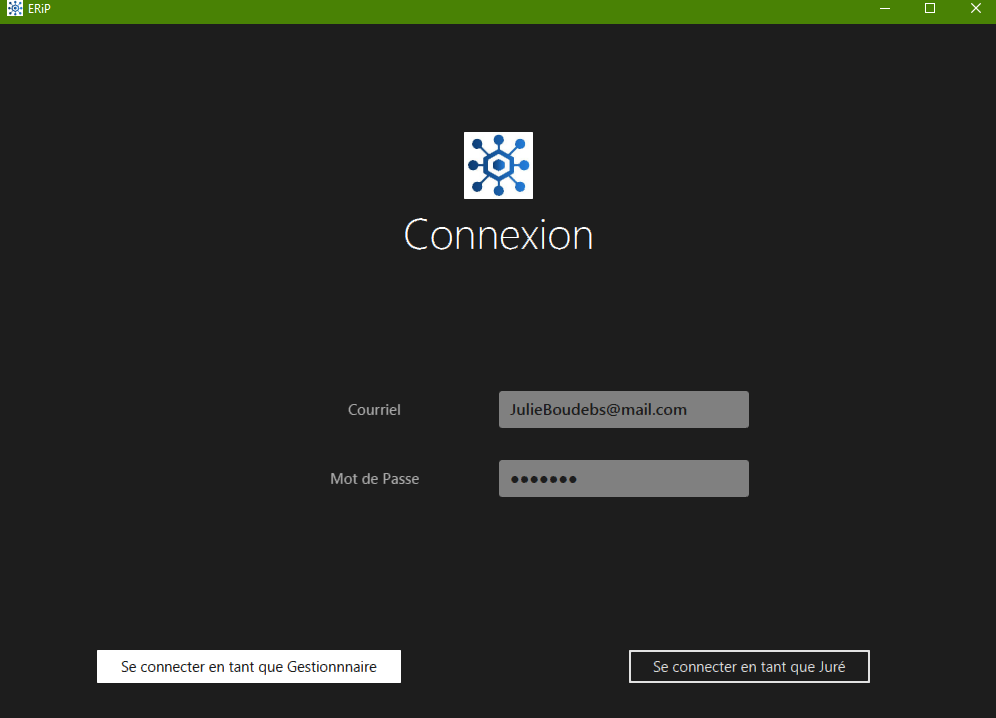 ERiP
Connexion
Courriel
JulieBoudebs@mail.com
Mot de Passe
•••••••
Se connecter en tant que Gestionnnaire
Se connecter en tant que Juré